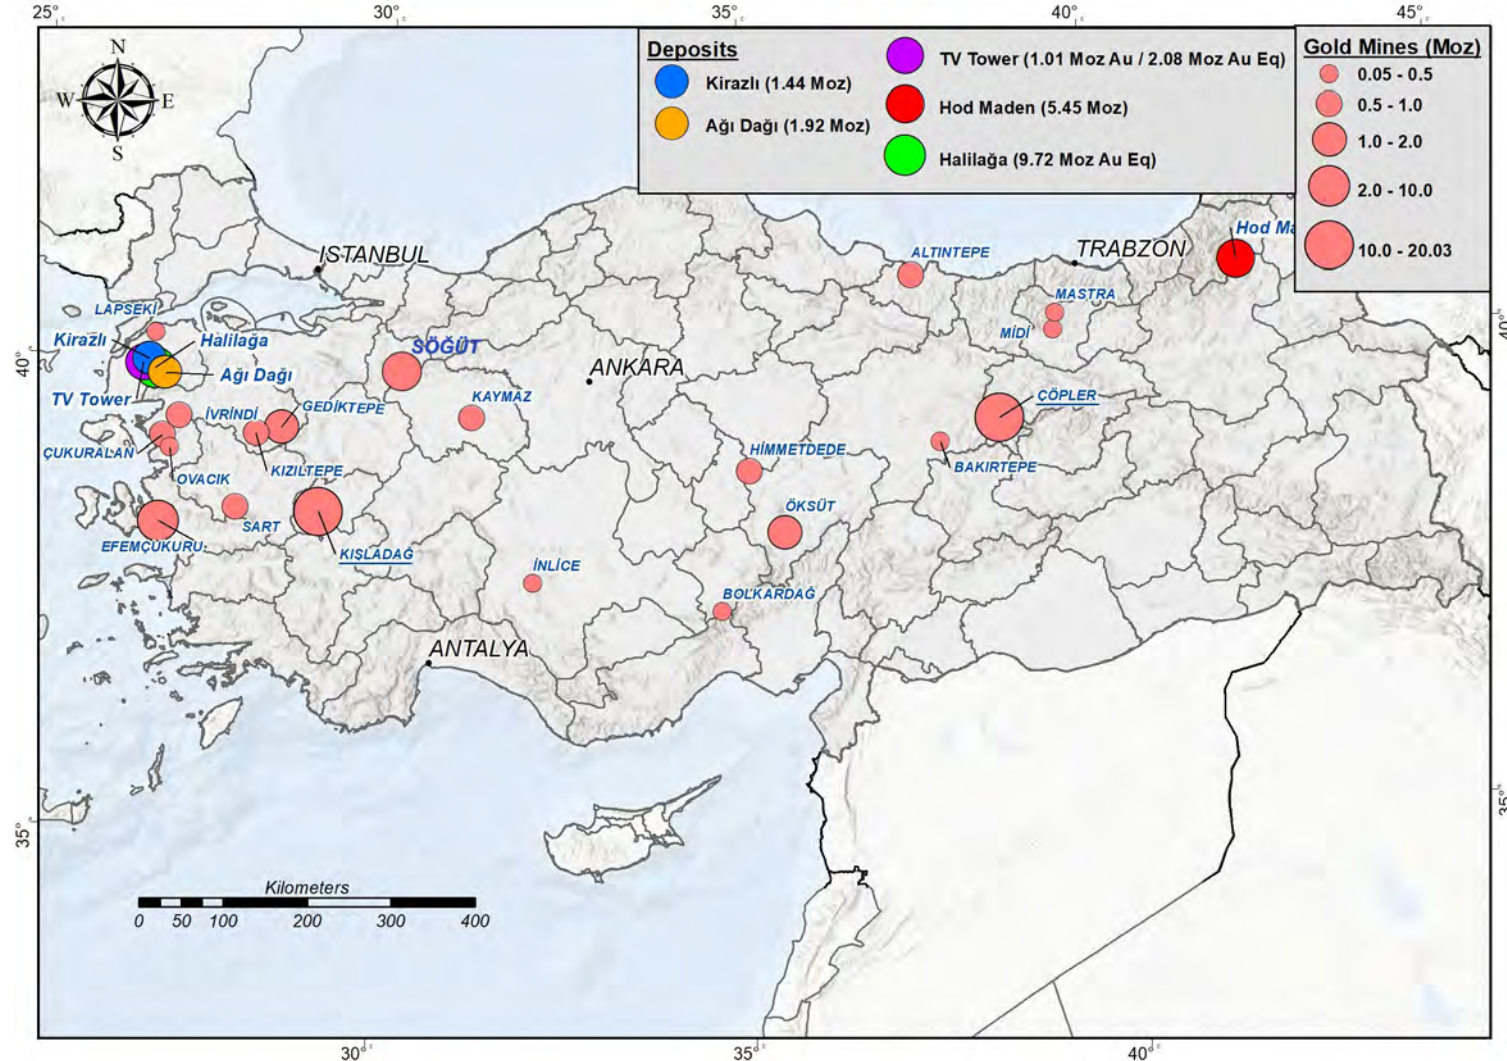 25°
30°
35°
40°
45°
N
W E
S
Deposits
Kirazlı (1.44 Moz)
Ağı Dağı (1.92 Moz)
TV Tower (1.01 Moz Au / 2.08 Moz Au Eq)
Hod Maden (5.45 Moz)
Halilağa (9.72 Moz Au Eq)
Gold Mines (Moz)
0.05 - 0.5
0.5 - 1.0
1.0 - 2.0
2.0 - 10.0
10.0 - 20.03
Hod Ma
ISTANBUL
ALTINTEPE
TRABZON
LAPSEKİ
MASTRA
MİDİ
Kirazlı
Halilağa
SÖĞÜT
40°
40°
ANKARA
Ağı Dağı
TV Tower
İVRİNDİ
GEDİKTEPE
KAYMAZ
ÇÖPLER
ÇUKURALAN
KIZILTEPE
OVACIK
HİMMETDEDE
BAKIRTEPE
SART
ÖKSÜT
EFEMÇUKURU
KIŞLADAĞ
İNLİCE
BOLKARDAĞ
ANTALYA
35°
35°
Kilometers
0 50 100 200 300 400
30°
35°
40°